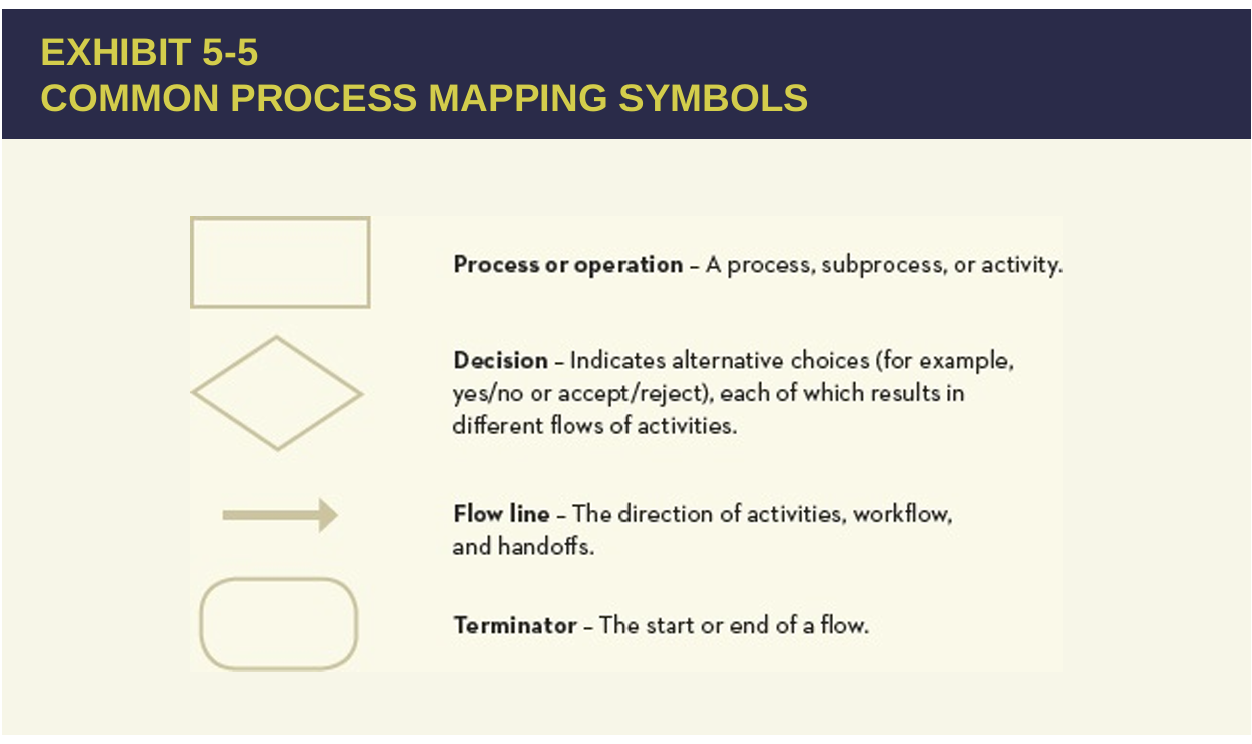 EXHIBIT 5-5
COMMON PROCESS MAPPING SYMBOLS
Process or operation – A process, subprocess, or activity.
Decision – Indicates alternative choices (for example,
yes/no or accept/reject), each of which results in
different flows of activities.
Flow line – The direction of activities, workflow,
and handoffs.
Terminator – The start or end of a flow.